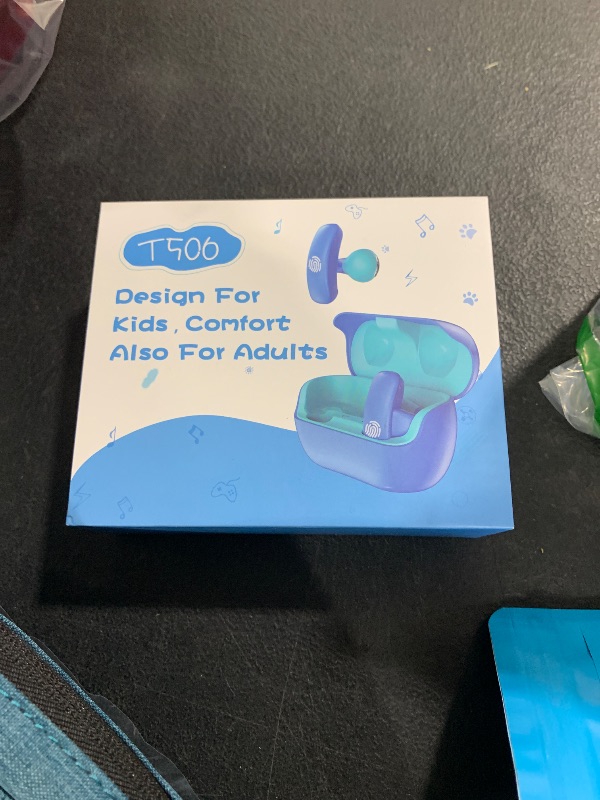 T506
Design For
Kids , Comfort
Also For Adults